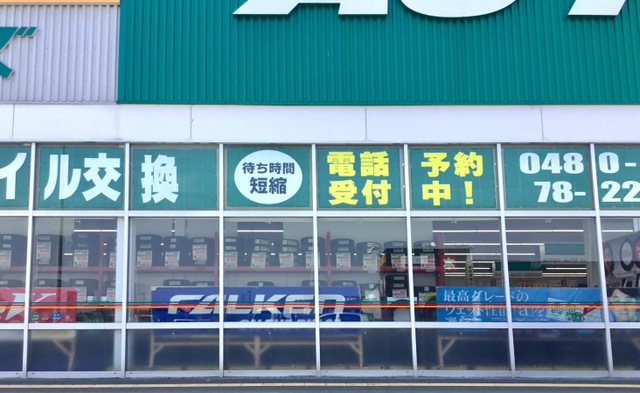 イル交換
待ち時間
短縮
電話
受付
予約
中!
048 0-
78-22
FALKEN
最高グレードの